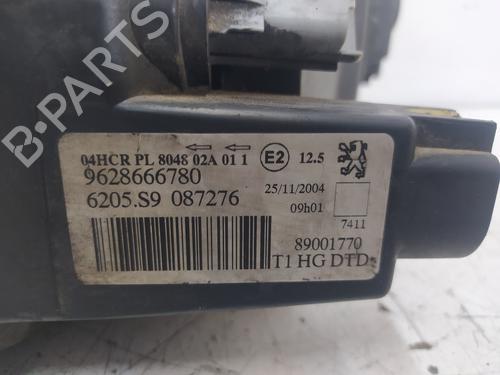 04HCR PL 8048 02A 01 1 E2 12.5
9628666780
6205.S9 087276
25/11/2004
09h01
7411
89001770
T1 HG DTD
B-PARTS